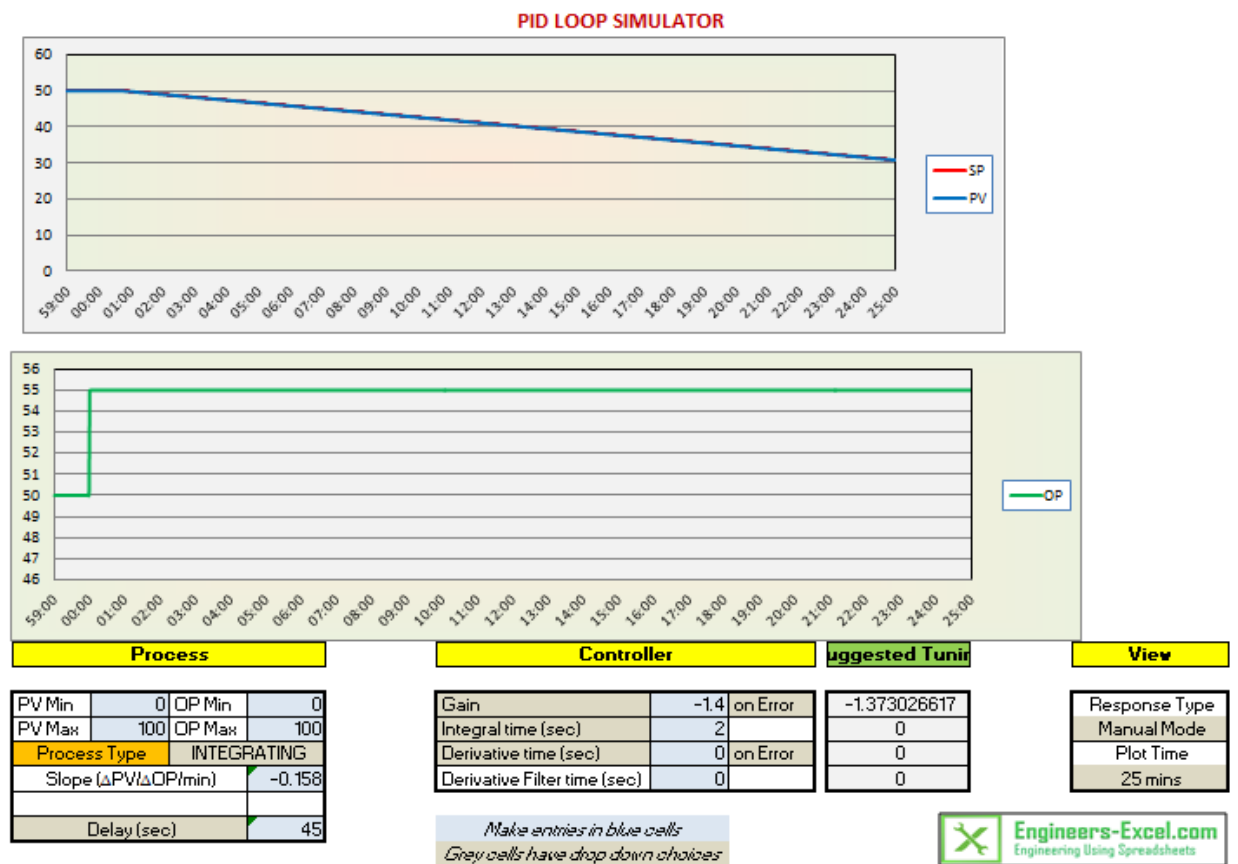 PID LOOP SIMULATOR
60
50
40
30
20
10
0
59:00 00:00 01:00 02:00 03:00 04:00 05:00 06:00 07:00 08:00 09:00 10:00 11:00 12:00 13:00 14:00 15:00 16:00 17:00 18:00 19:00 20:00 21:00 22:00 23:00 24:00 25:00
SP
PV
56
55
54
53
52
51
50
49
48
47
46
59:00 00:00 01:00 02:00 03:00 04:00 05:00 06:00 07:00 08:00 09:00 10:00 11:00 12:00 13:00 14:00 15:00 16:00 17:00 18:00 19:00 20:00 21:00 22:00 23:00 24:00 25:00
OP
Process Controller uggested Tunin View
PV Min 0 OP Min 0 Gain -1.4 on Error -1.373026617 Response Type
PV Max 100 OP Max 100 Integral time (sec) 2 0 Manual Mode
Process Type INTEGRATING Derivative time (sec) 0 on Error 0 Plot Time
Slope (ΔPV/ΔOP/min) -0.158 Derivative Filter time (sec) 0 0 25 mins
Delay (sec) 45 Make entries in blue cells
Grey cells have drop down choices
Engineers-Excel.com
Engineering Using Spreadsheets